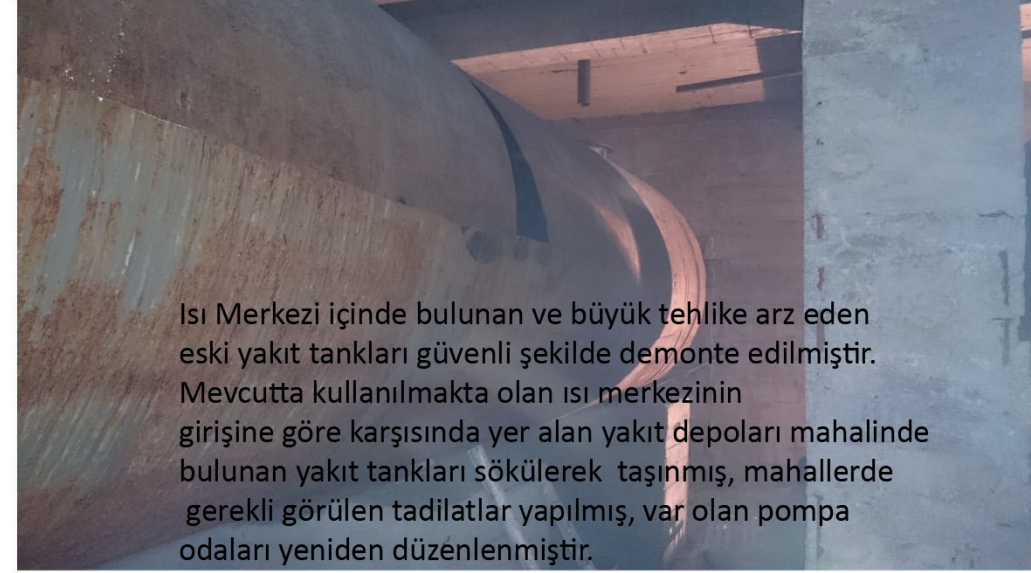 Isı Merkezi içinde bulunan ve büyük tehlike arz eden
eski yakıt tankları güvenli şekilde demonte edilmiştir.
Mevcutta kullanılmakta olan ısı merkezinin
girişine göre karşısında yer alan yakıt depoları mahalinde
bulunan yakıt tankları sökülerek  taşınmış, mahallerde
gerekli görülen tadilatlar yapılmış, var olan pompa
odaları yeniden düzenlenmiştir.